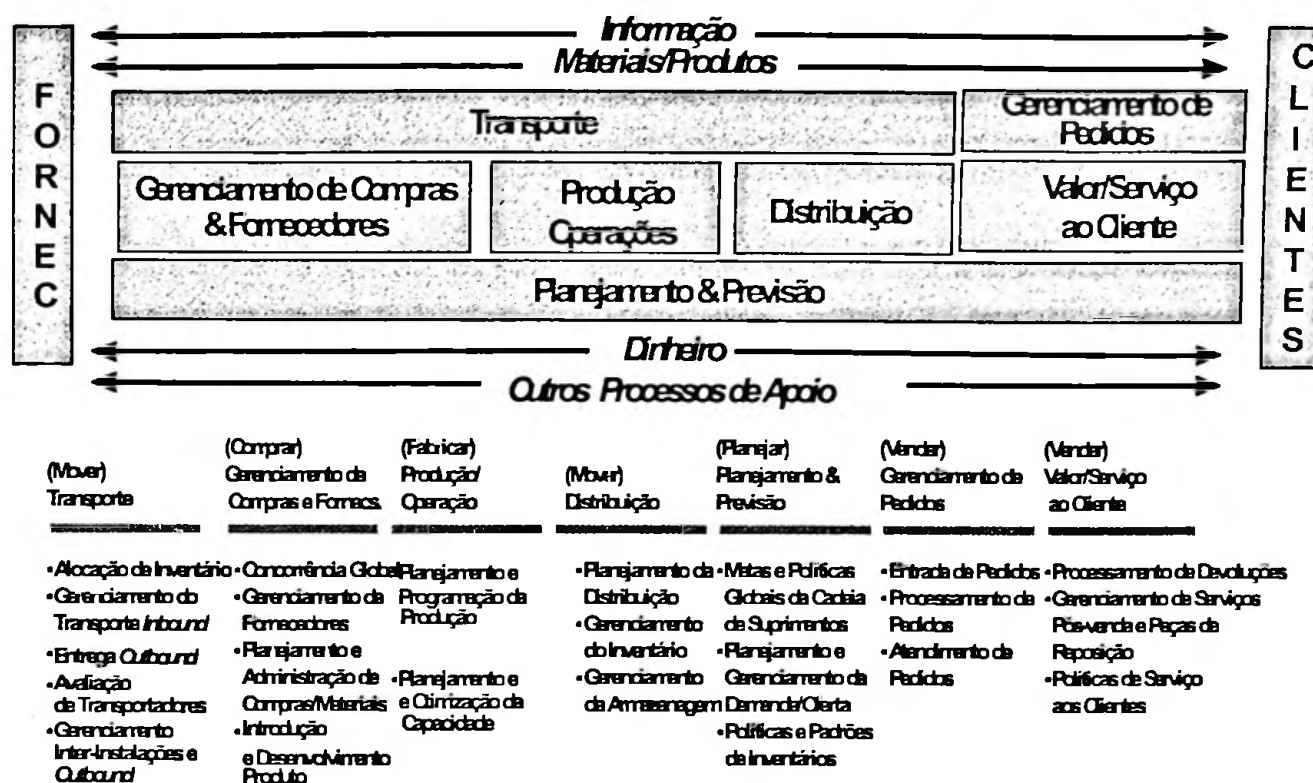 Informação
Materiais/Produtos
FORNEC
CLIENTES
Transporte
Gerenciamento de
Pedidos
Gerenciamento de Compras
& Fornecedores
Produção
Operações
Distribuição
Valor/Serviço
ao Cliente
Planejamento & Previsão
Dinheiro
Outros Processos de Apoio
(Mover)
Transporte
•Alocação de Inventário
•Gerenciamento do
Transporte Inbound
•Entrega Outbound
•Avaliação
de Transportadores
•Gerenciamento
Inter-Instalações e
Outbound
(Comprar)
Gerenciamento de
Compras e Fornecs.
•Concorrência Global
•Gerenciamento de
Fornecedores
•Planejamento e
Administração de
Compras/Materiais
•Introdução
e Desenvolvimento
Produto
(Fabricar)
Produção/
Operação
Planejamento e
Programação da
Produção
•Planejamento e
e Otimização da
Capacidade
(Mover)
Distribuição
•Planejamento da
Distribuição
•Gerenciamento
do Inventário
•Gerenciamento
da Armazenagem
(Planejar)
Planejamento &
Previsão
•Metas e Políticas
Globais da Cadeia
de Suprimentos
•Planejamento e
Gerenciamento da
Demanda/Oferta
•Políticas e Padrões
de Inventários
(Vender)
Gerenciamento de
Pedidos
•Entrada de Pedidos
•Processamento de
Pedidos
•Atendimento de
Pedidos
(Vender)
Valor/Serviço
ao Cliente
•Processamento de Devoluções
•Gerenciamento de Serviços
Pós-venda e Peças de
Reposição
•Políticas de Serviço
aos Clientes